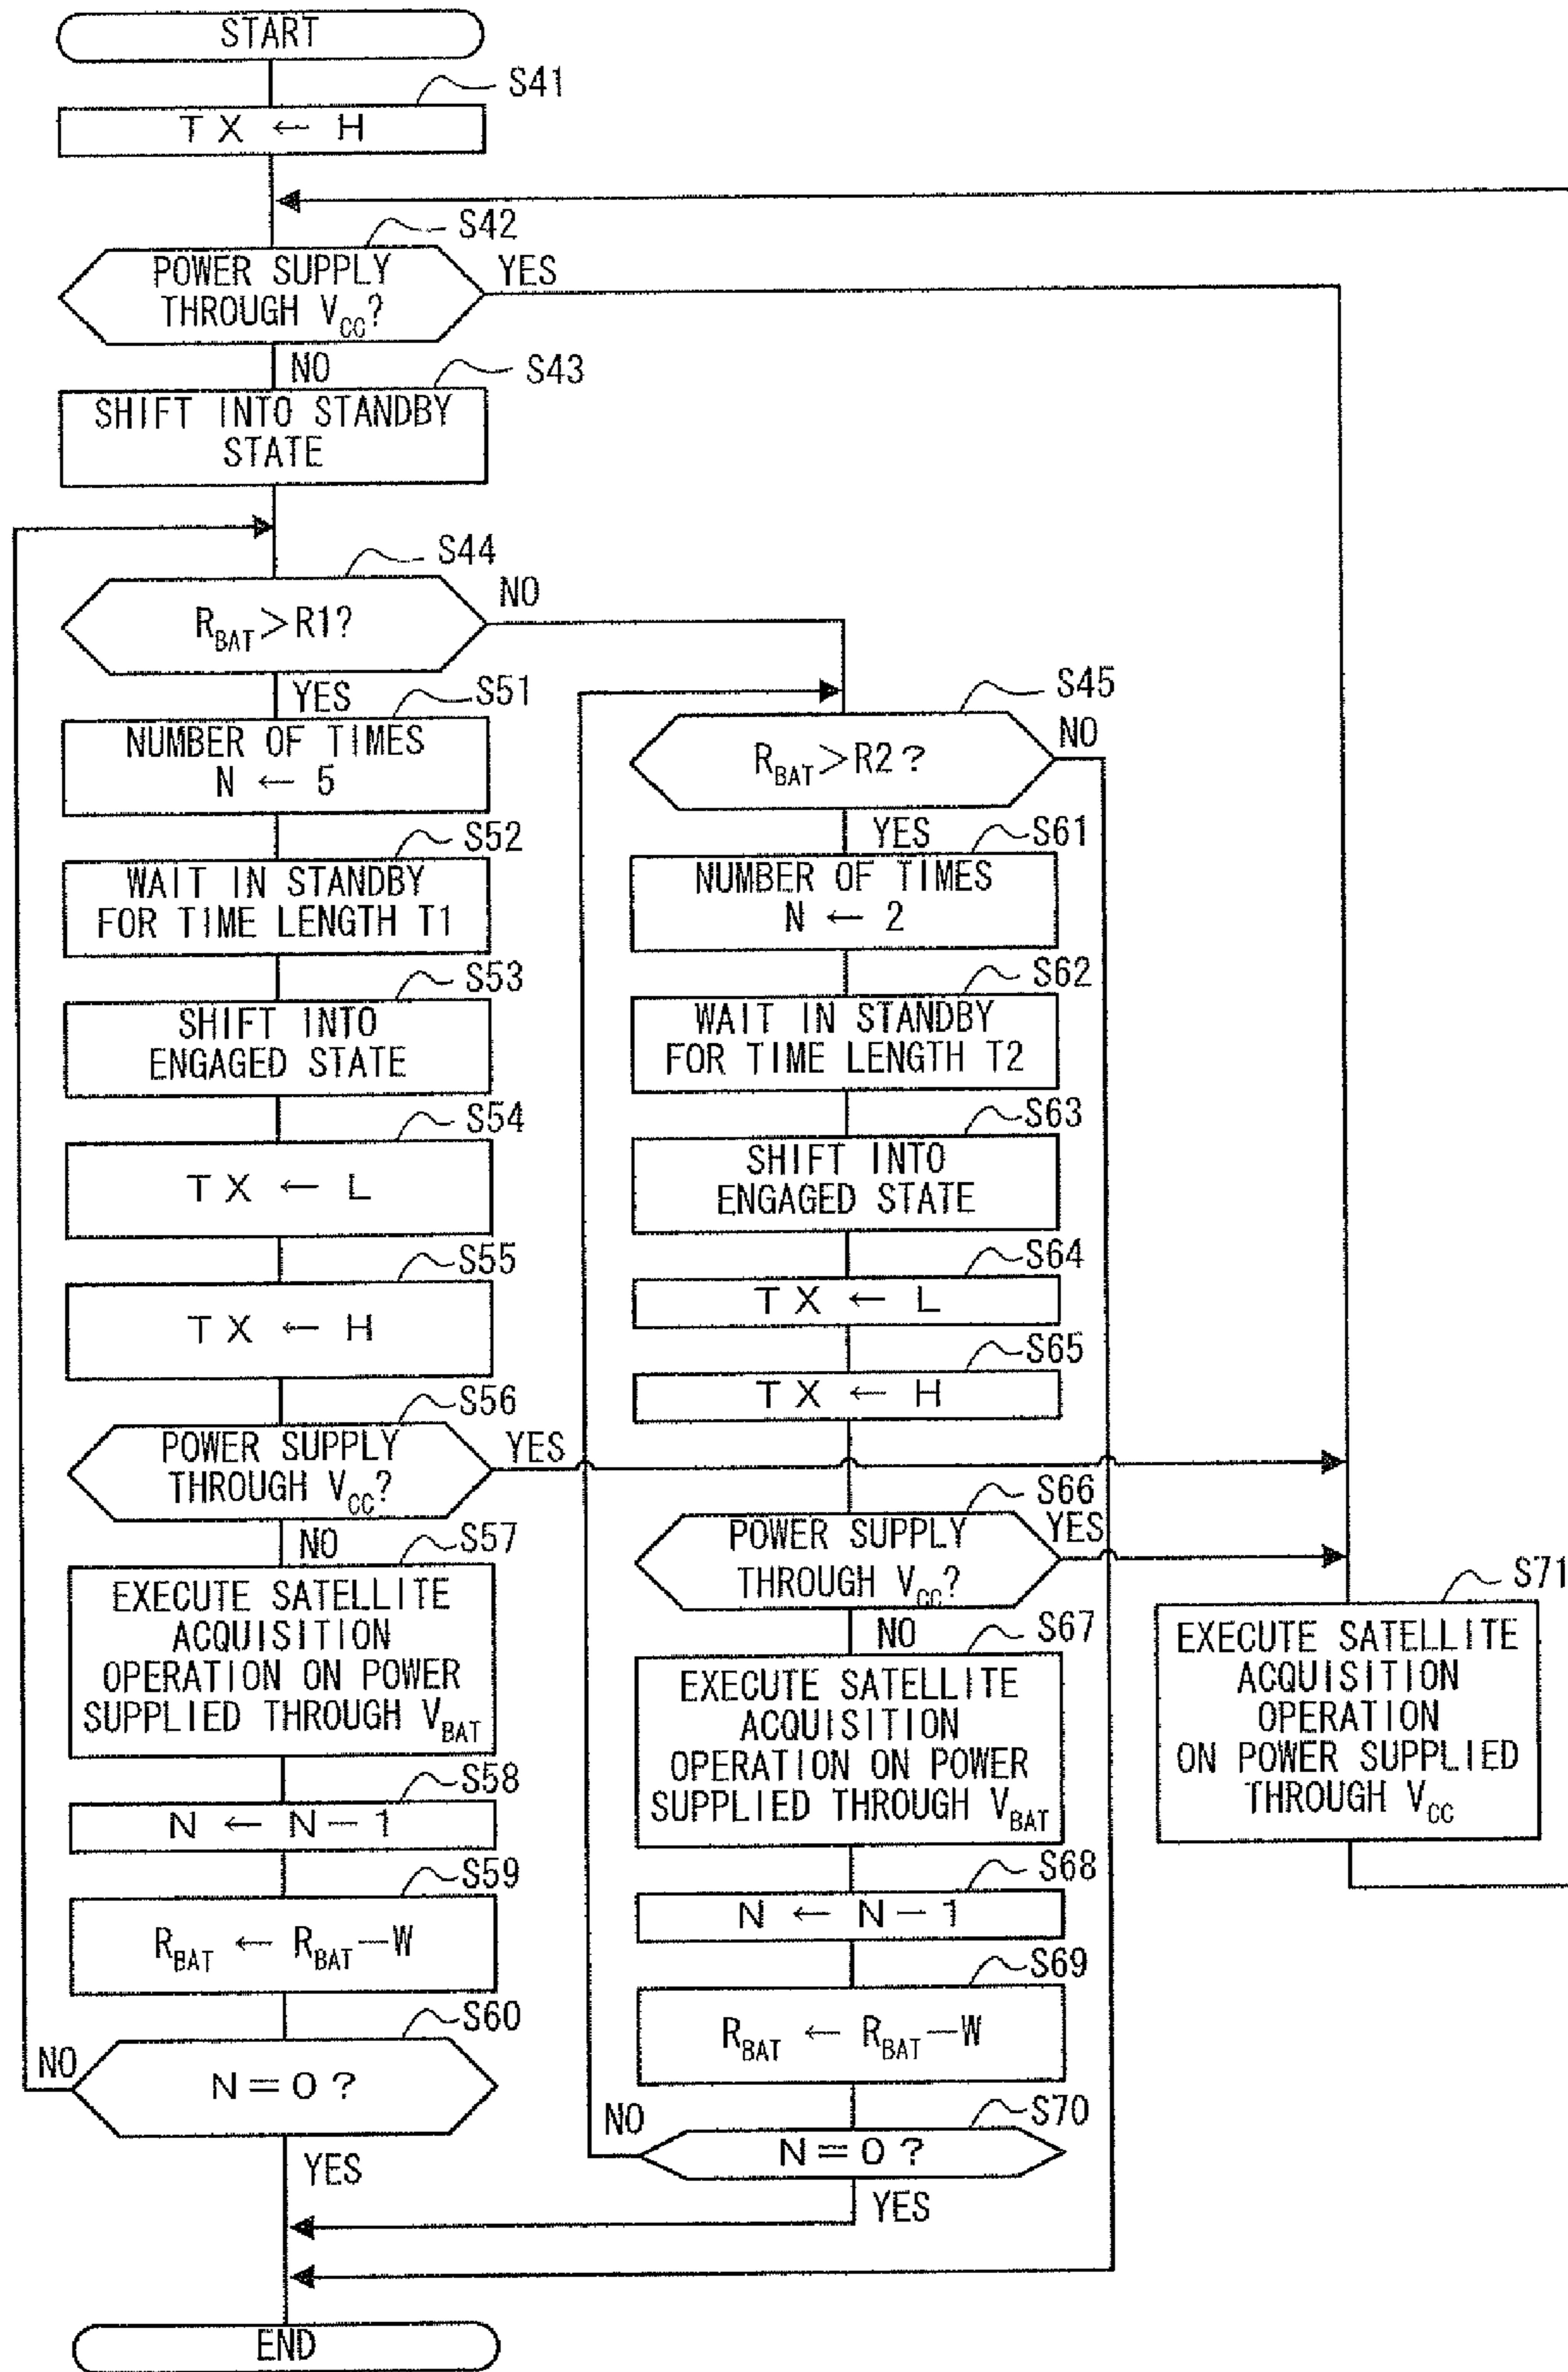 START
S41
TX ← H
S42
POWER SUPPLY
THROUGH VCC?
YES
NO
S43
SHIFT INTO STANDBY
STATE
S44
RBAT>R1?
NO
YES
S51
NUMBER OF TIMES
N ← 5
S52
WAIT IN STANDBY
FOR TIME LENGTH T1
S53
SHIFT INTO
ENGAGED STATE
S54
TX ← L
S55
TX ← H
S56
POWER SUPPLY
THROUGH VCC?
YES
NO
S57
EXECUTE SATELLITE
ACQUISITION
OPERATION ON POWER
SUPPLIED THROUGH VBAT
S58
N ← N-1
S59
RBAT ← RBAT-W
S60
NO
N=0?
YES
S45
RBAT>R2?
NO
YES
S61
NUMBER OF TIMES
N ← 2
S62
WAIT IN STANDBY
FOR TIME LENGTH T2
S63
SHIFT INTO
ENGAGED STATE
S64
TX ← L
S65
TX ← H
S66
POWER SUPPLY
THROUGH VCC?
YES
NO
S67
EXECUTE SATELLITE
ACQUISITION
OPERATION ON POWER
SUPPLIED THROUGH VBAT
S68
N ← N-1
S69
RBAT ← RBAT-W
S70
NO
N=0?
YES
S71
EXECUTE SATELLITE
ACQUISITION
OPERATION
ON POWER SUPPLIED
THROUGH VCC
END